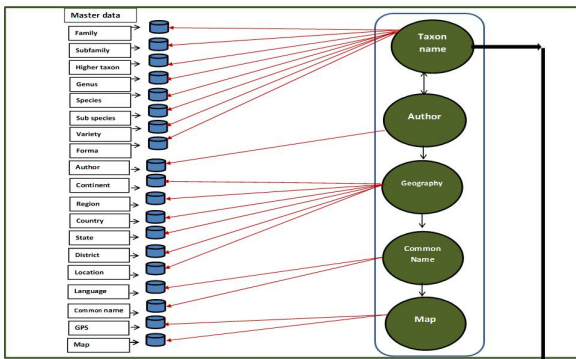 Master data
Family
Subfamily
Higher taxon
Genus
Species
Sub species
Variety
Forma
Author
Continent
Region
Country
State
District
Location
Language
Common name
GPS
Map
Taxon
name
Author
Geography
Common
Name
Map